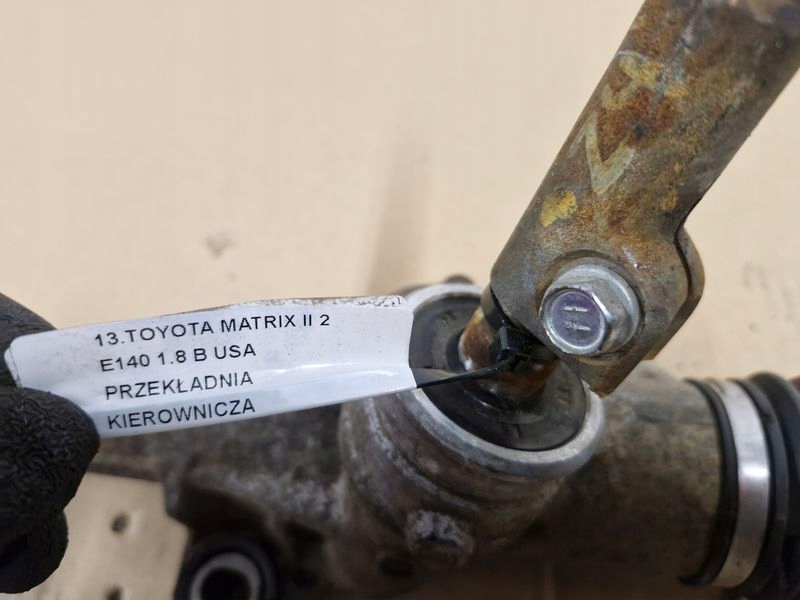 13.TOYOTA MATRIX II 2
E140 1.8 B USA
PRZEKŁADNIA
KIEROWNICZA